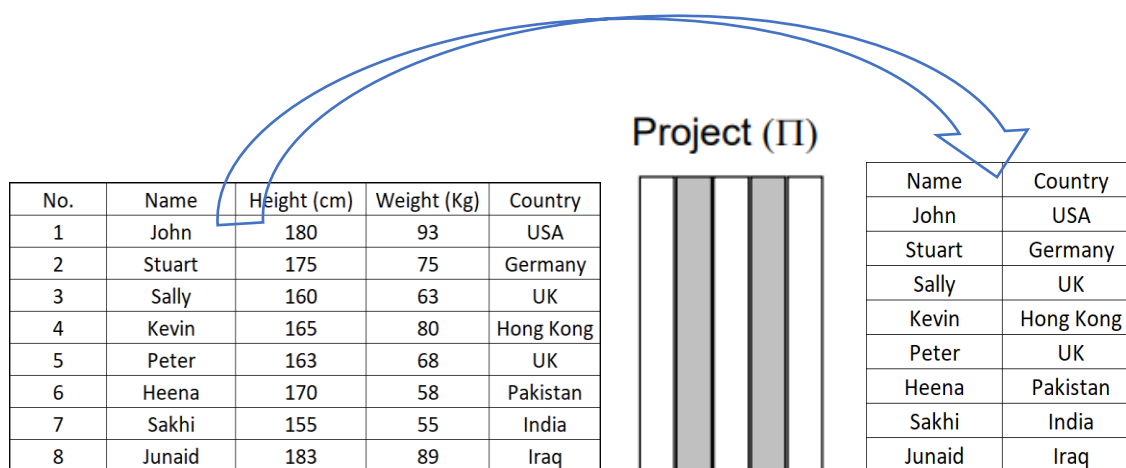 Project (Π)
No. Name Height (cm) Weight (Kg) Country
1 John 180 93 USA
2 Stuart 175 75 Germany
3 Sally 160 63 UK
4 Kevin 165 80 Hong Kong
5 Peter 163 68 UK
6 Heena 170 58 Pakistan
7 Sakhi 155 55 India
8 Junaid 183 89 Iraq
Name Country
John USA
Stuart Germany
Sally UK
Kevin Hong Kong
Peter UK
Heena Pakistan
Sakhi India
Junaid Iraq